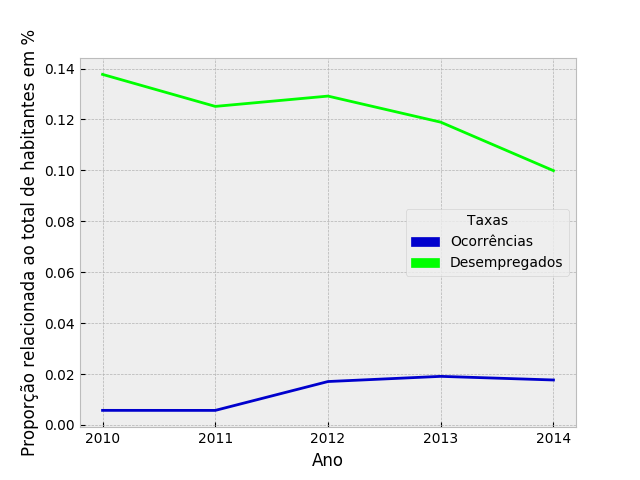 Proporção relacionada ao total de habitantes em %
0.14
0.12
0.10
0.08
0.06
0.04
0.02
0.00
Taxas
Ocorrências
Desempregados
2010 2011 2012 2013 2014
Ano